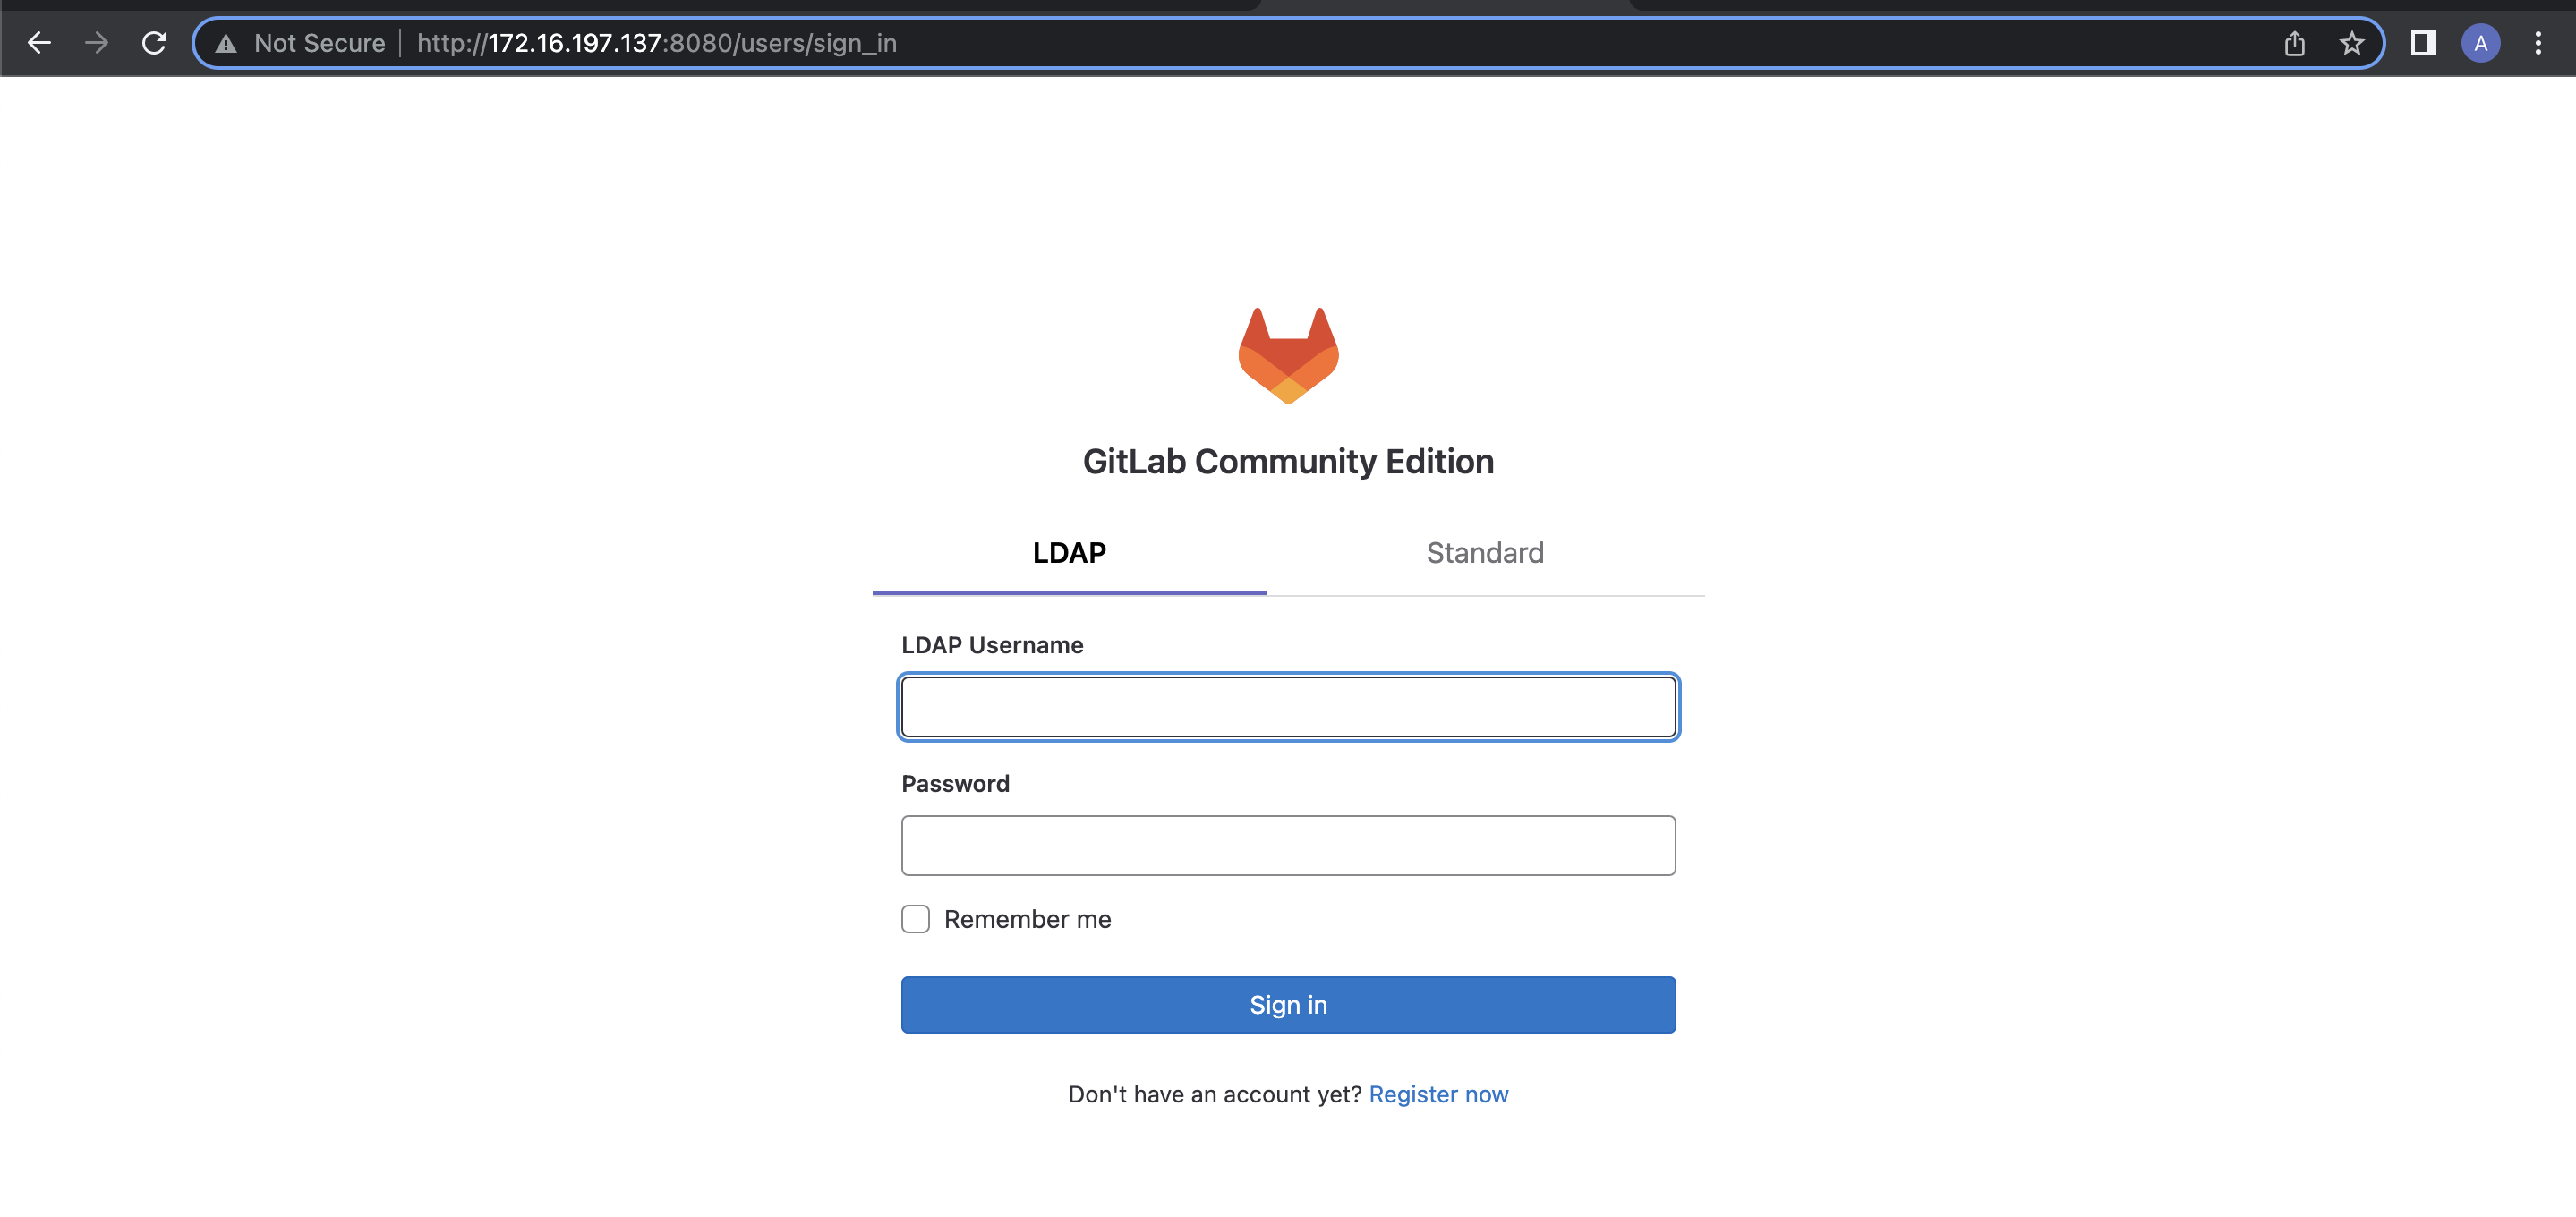 Not Secure http://172.16.197.137:8080/users/sign_in A
GitLab Community Edition
LDAP Standard
LDAP Username
Password
Remember me
Sign in
Don't have an account yet? Register now